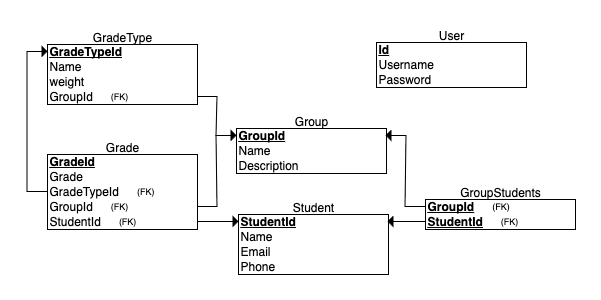 GradeType
GradeTypeId
Name
weight
GroupId (FK)
User
Id
Username
Password
Group
GroupId
Name
Description
Grade
GradeId
Grade
GradeTypeId (FK)
GroupId (FK)
StudentId (FK)
Student
StudentId
Name
Email
Phone
GroupStudents
GroupId (FK)
StudentId (FK)